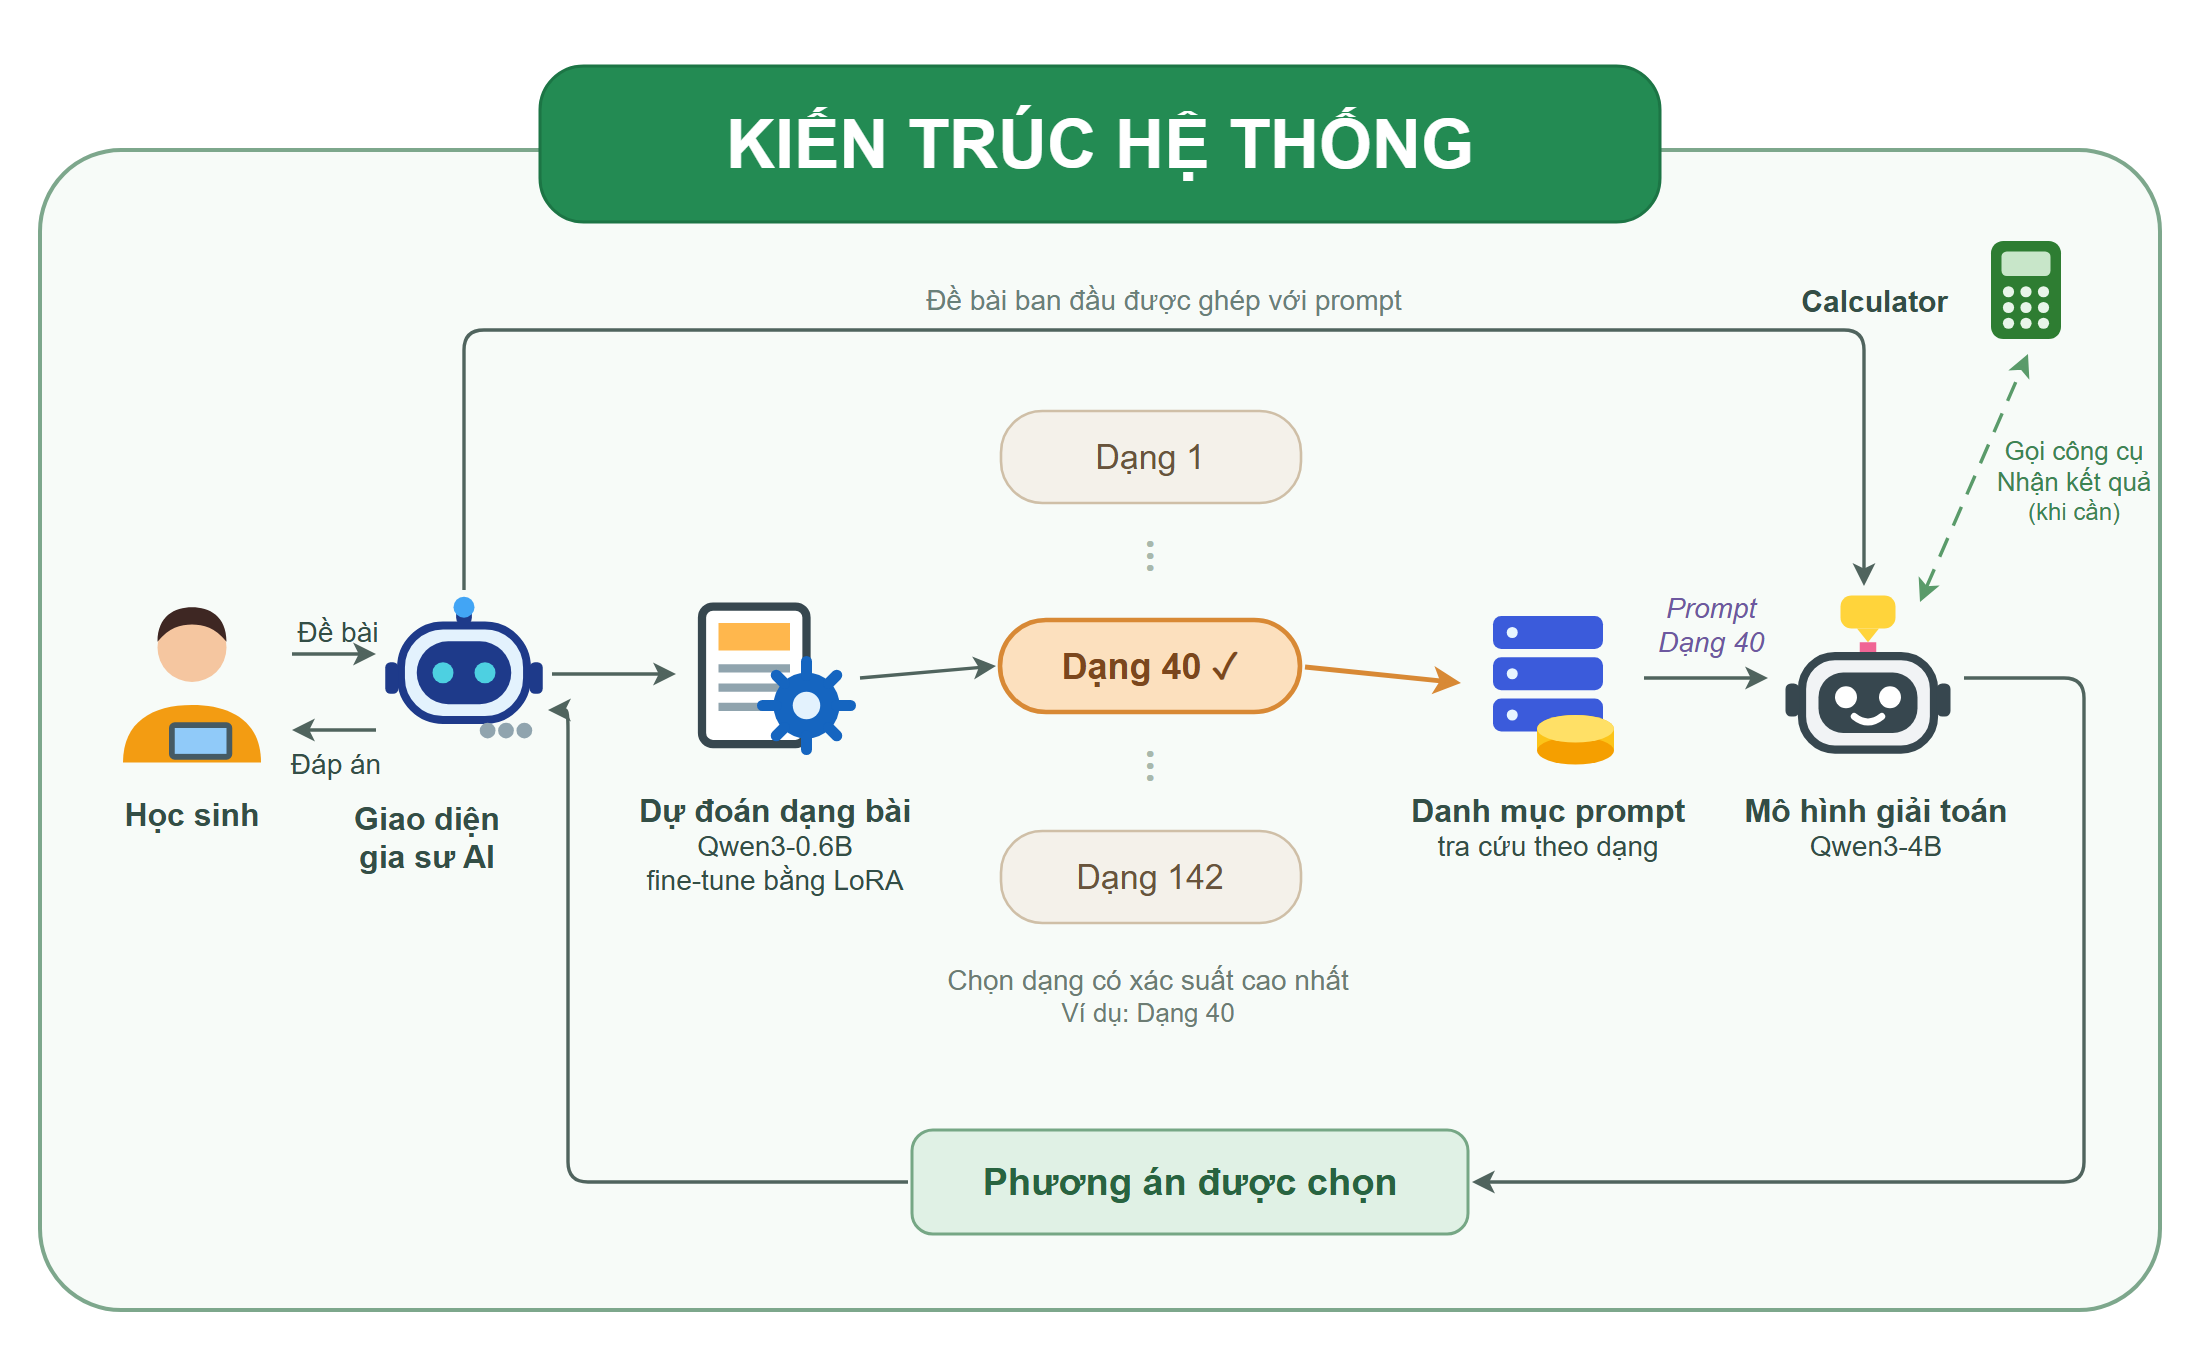 KIẾN TRÚC HỆ THỐNG
Đề bài ban đầu được ghép với prompt
Calculator
Gọi công cụ
Nhận kết quả
(khi cần)
Dạng 1
Đề bài
Đáp án
Học sinh
Giao diện
gia sư AI
Dự đoán dạng bài
Qwen3-0.6B
fine-tune bằng LoRA
Dạng 40 ✓
Dạng 142
Chọn dạng có xác suất cao nhất
Ví dụ: Dạng 40
Danh mục prompt
tra cứu theo dạng
Prompt
Dạng 40
Mô hình giải toán
Qwen3-4B
Phương án được chọn